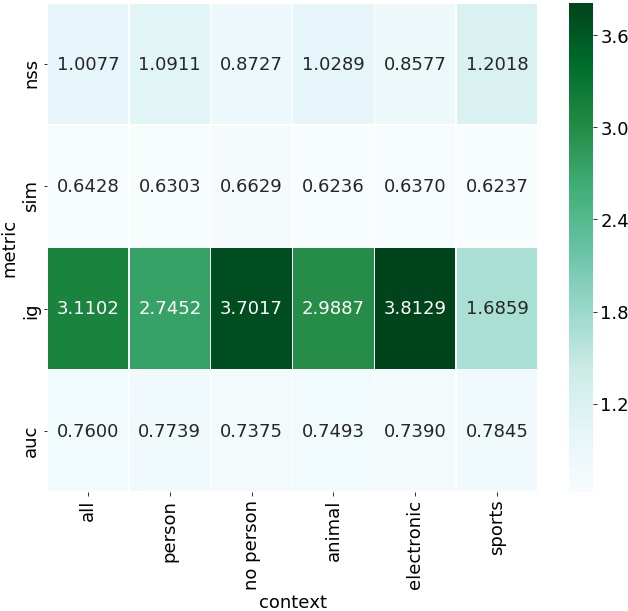 nss 1.0077 1.0911 0.8727 1.0289 0.8577 1.2018
sim 0.6428 0.6303 0.6629 0.6236 0.6370 0.6237
ig 3.1102 2.7452 3.7017 2.9887 3.8129 1.6859
auc 0.7600 0.7739 0.7375 0.7493 0.7390 0.7845
metric
all person no person animal electronic sports
context
3.6
3.0
2.4
1.8
1.2